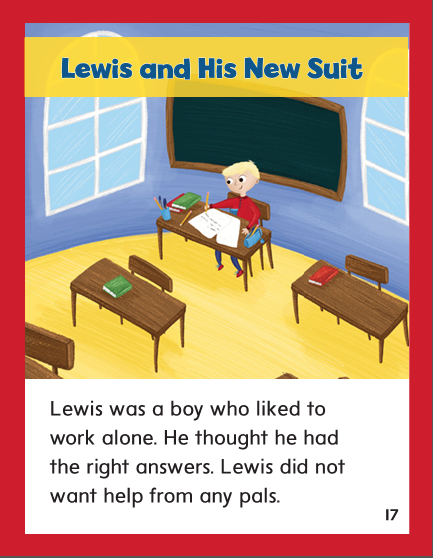 Lewis and His New Suit
Lewis was a boy who liked to
work alone. He thought he had
the right answers. Lewis did not
want help from any pals.
17